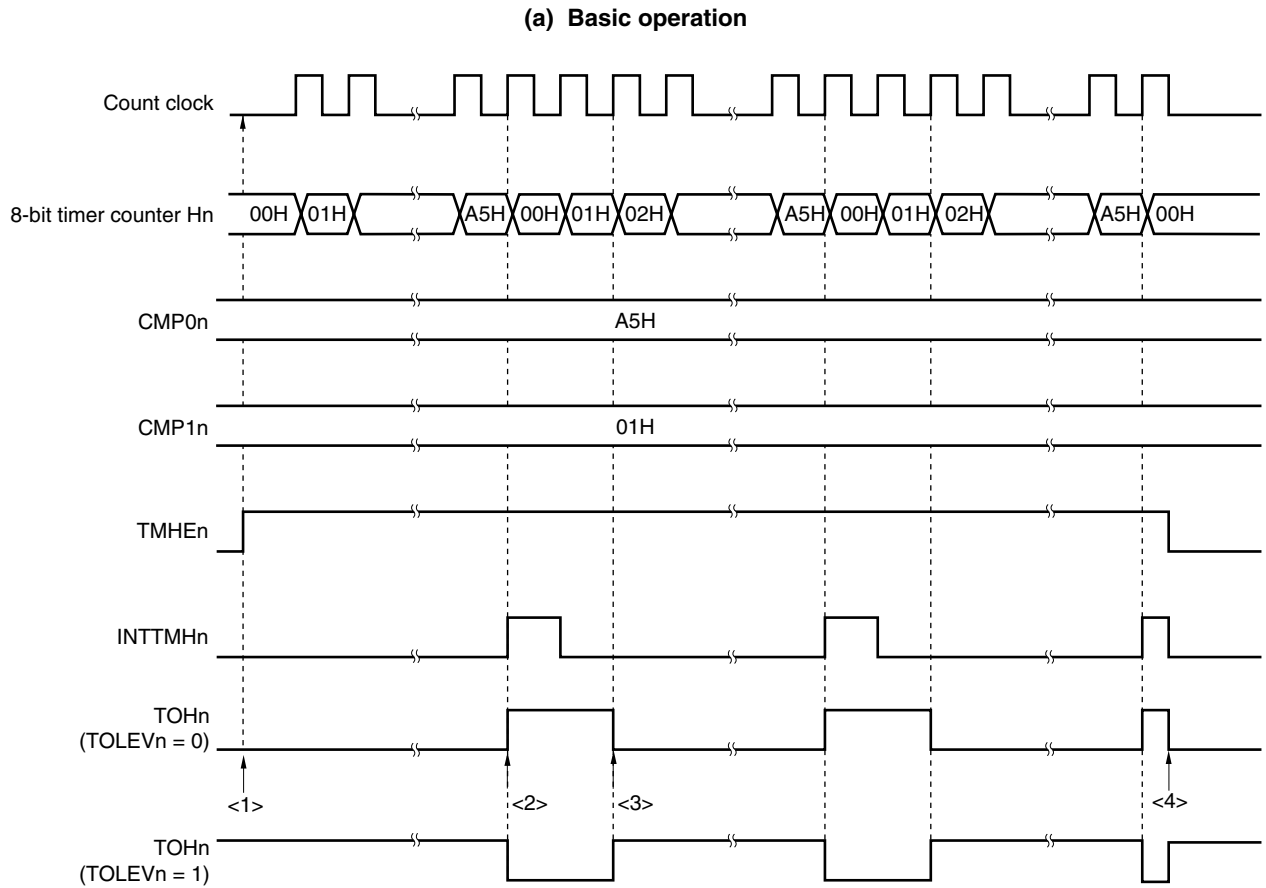 (a) Basic operation
Count clock
8-bit timer counter Hn
00H 01H A5H 00H 01H 02H A5H 00H 01H 02H A5H 00H
CMP0n
A5H
CMP1n
01H
TMHEn
INTTMHn
TOHn
(TOLEVn = 0)
<1> <2> <3> <4>
TOHn
(TOLEVn = 1)